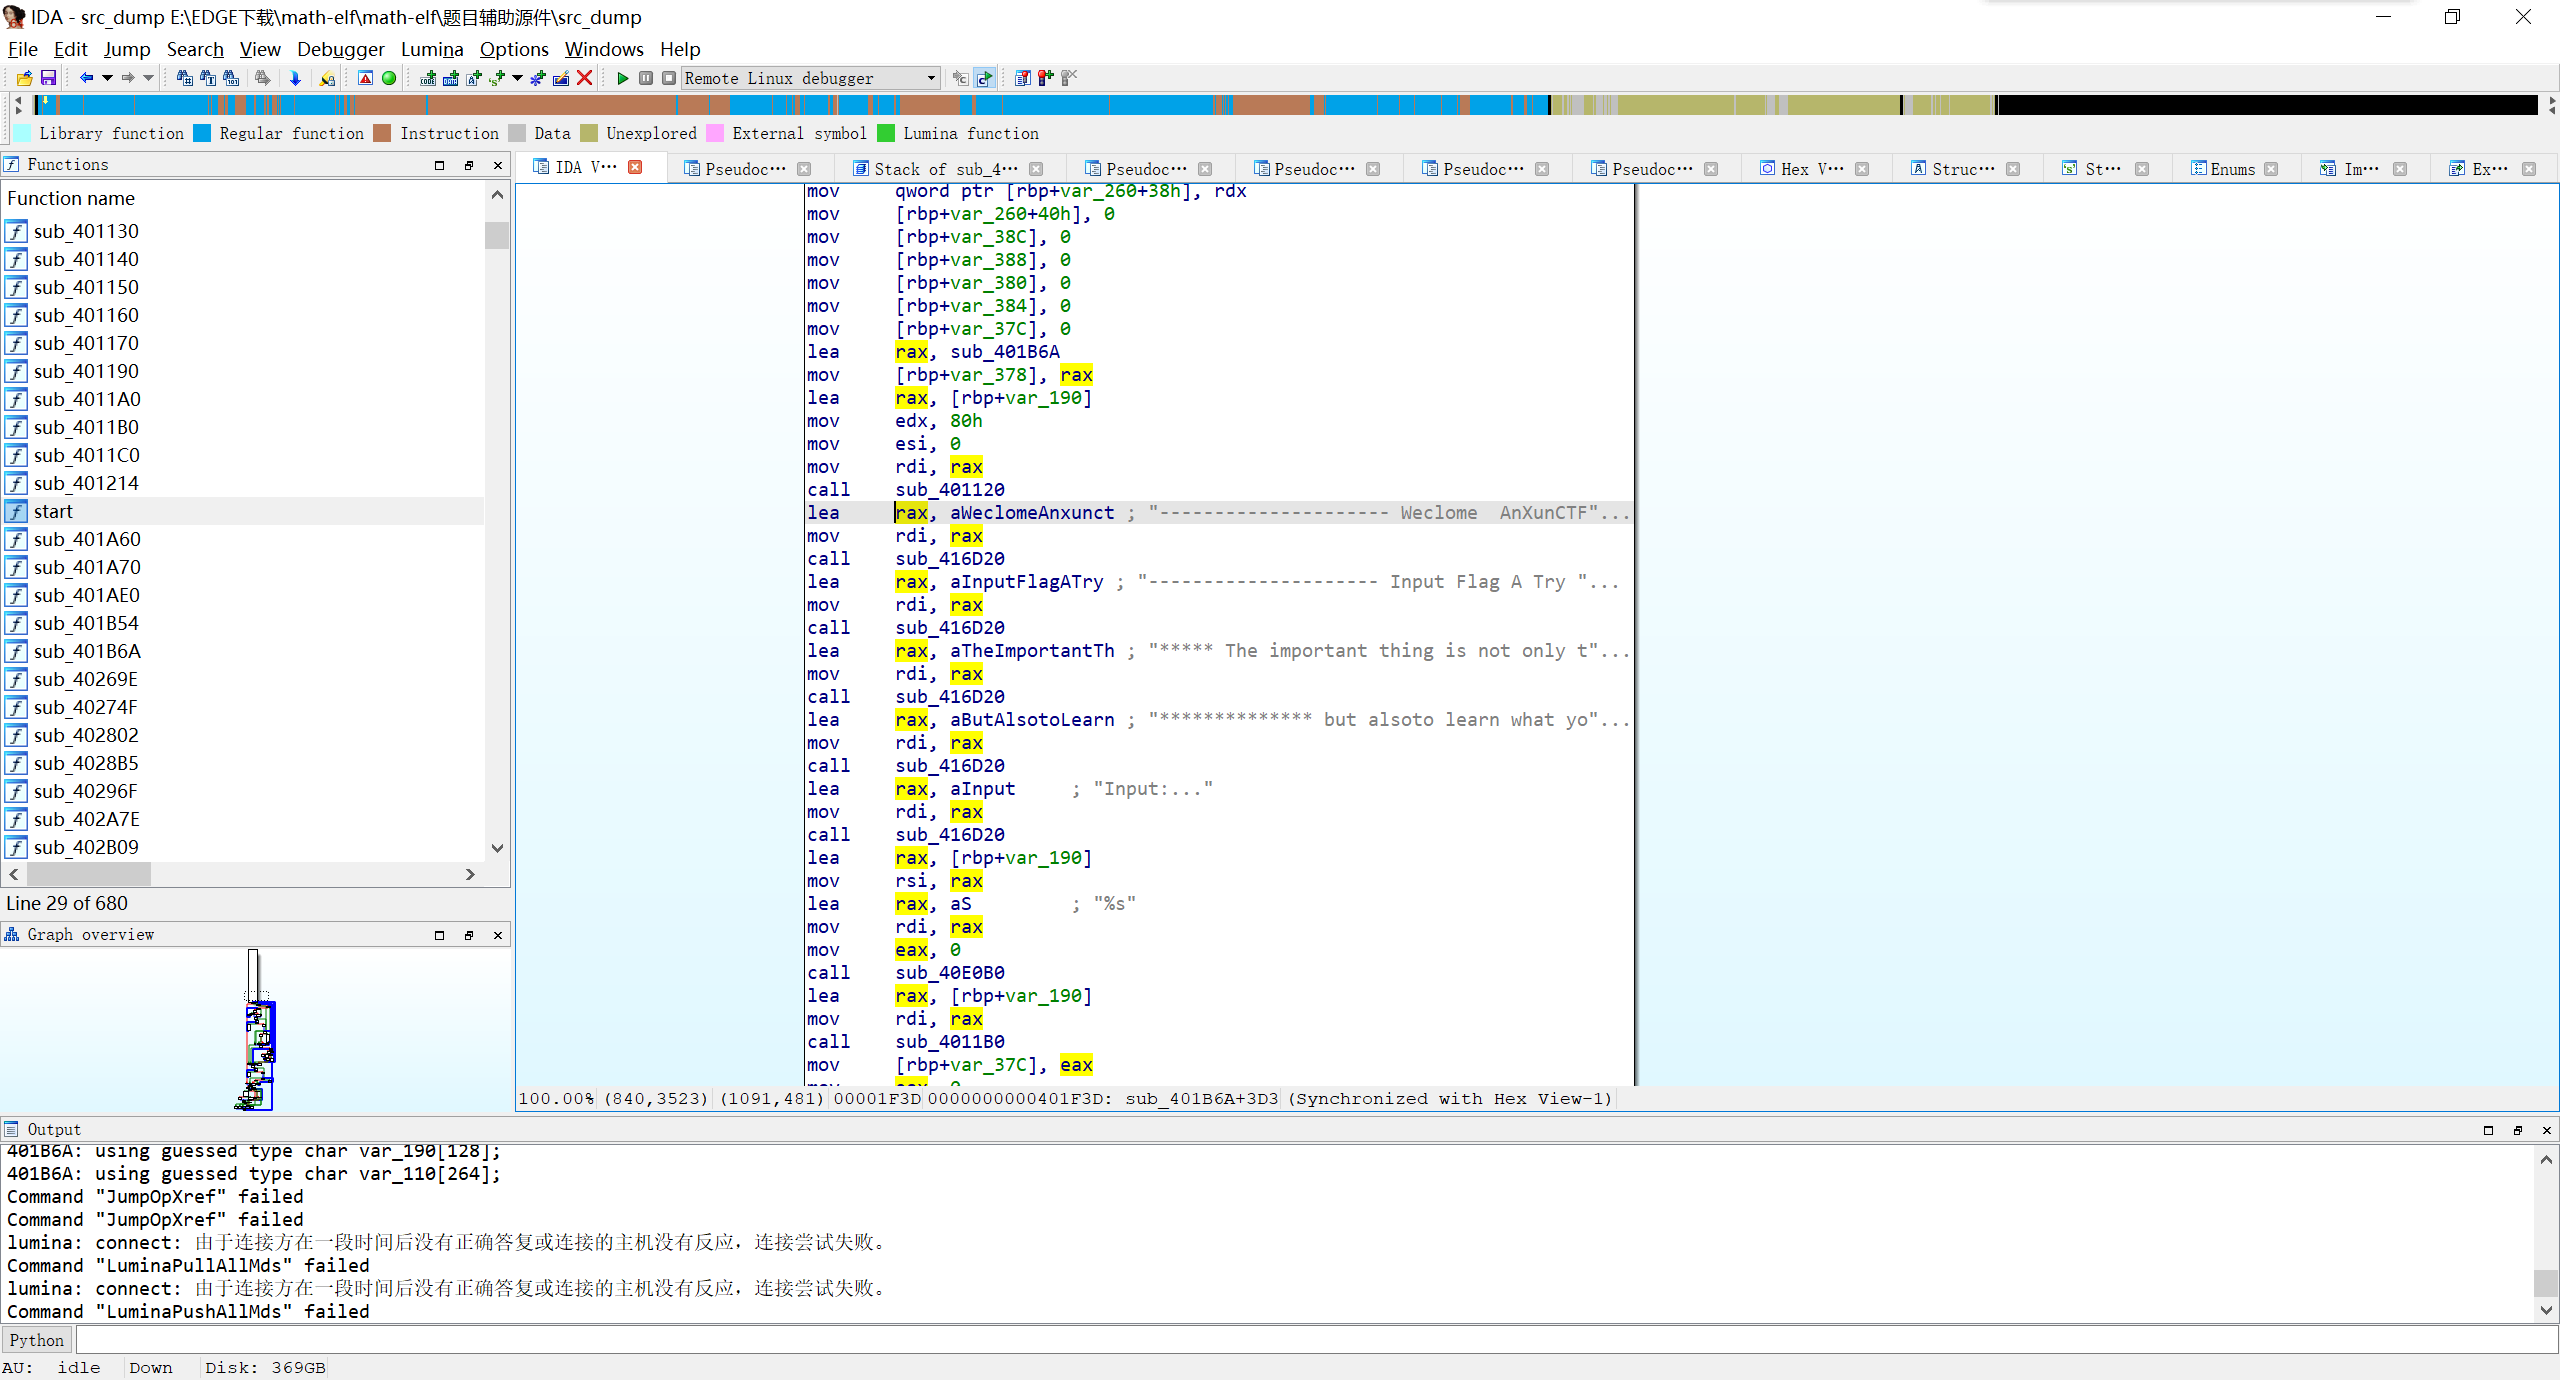 IDA - src_dump E:\EDGE下载\math-elf\math-elf\题目辅助源件\src_dump
File Edit Jump Search View Debugger Lumina Options Windows Help
Remote Linux debugger
Library function Regular function Instruction Data Unexplored External symbol Lumina function
Functions
Function name
sub_401130
sub_401140
sub_401150
sub_401160
sub_401170
sub_401190
sub_4011A0
sub_4011B0
sub_4011C0
sub_401214
start
sub_401A60
sub_401A70
sub_401AE0
sub_401B54
sub_401B6A
sub_40269E
sub_40274F
sub_402802
sub_4028B5
sub_40296F
sub_402A7E
sub_402B09
Line 29 of 680
Graph overview
IDA V··· Pseudoc··· Stack of sub_4··· Pseudoc··· Pseudoc··· Pseudoc··· Pseudoc··· Hex V··· Struc··· St··· Enums Im··· Ex···
mov qword ptr [rbp+var_260+38h], rdx
mov [rbp+var_260+40h], 0
mov [rbp+var_38C], 0
mov [rbp+var_388], 0
mov [rbp+var_380], 0
mov [rbp+var_384], 0
mov [rbp+var_37C], 0
lea rax, sub_401B6A
mov [rbp+var_378], rax
lea rax, [rbp+var_190]
mov edx, 80h
mov esi, 0
mov rdi, rax
call sub_401120
lea rax, aWeclomeAnxunct ; "--------------------- Weclome  AnXunCTF"...
mov rdi, rax
call sub_416D20
lea rax, aInputFlagATry ; "--------------------- Input Flag A Try "...
mov rdi, rax
call sub_416D20
lea rax, aTheImportantTh ; "***** The important thing is not only t"...
mov rdi, rax
call sub_416D20
lea rax, aButAlsotoLearn ; "************** but alsoto learn what yo"...
mov rdi, rax
call sub_416D20
lea rax, aInput ; "Input:..."
mov rdi, rax
call sub_416D20
lea rax, [rbp+var_190]
mov rsi, rax
lea rax, aS ; "%s"
mov rdi, rax
mov eax, 0
call sub_40E0B0
lea rax, [rbp+var_190]
mov rdi, rax
call sub_4011B0
mov [rbp+var_37C], eax
mov eax, 0
100.00% (840,3523) (1091,481) 00001F3D 0000000000401F3D: sub_401B6A+3D3 (Synchronized with Hex View-1)
Output
401B6A: using guessed type char var_190[128];
401B6A: using guessed type char var_110[264];
Command "JumpOpXref" failed
Command "JumpOpXref" failed
lumina: connect: 由于连接方在一段时间后没有正确答复或连接的主机没有反应，连接尝试失败。
Command "LuminaPullAllMds" failed
lumina: connect: 由于连接方在一段时间后没有正确答复或连接的主机没有反应，连接尝试失败。
Command "LuminaPushAllMds" failed
Python
AU: idle Down Disk: 369GB